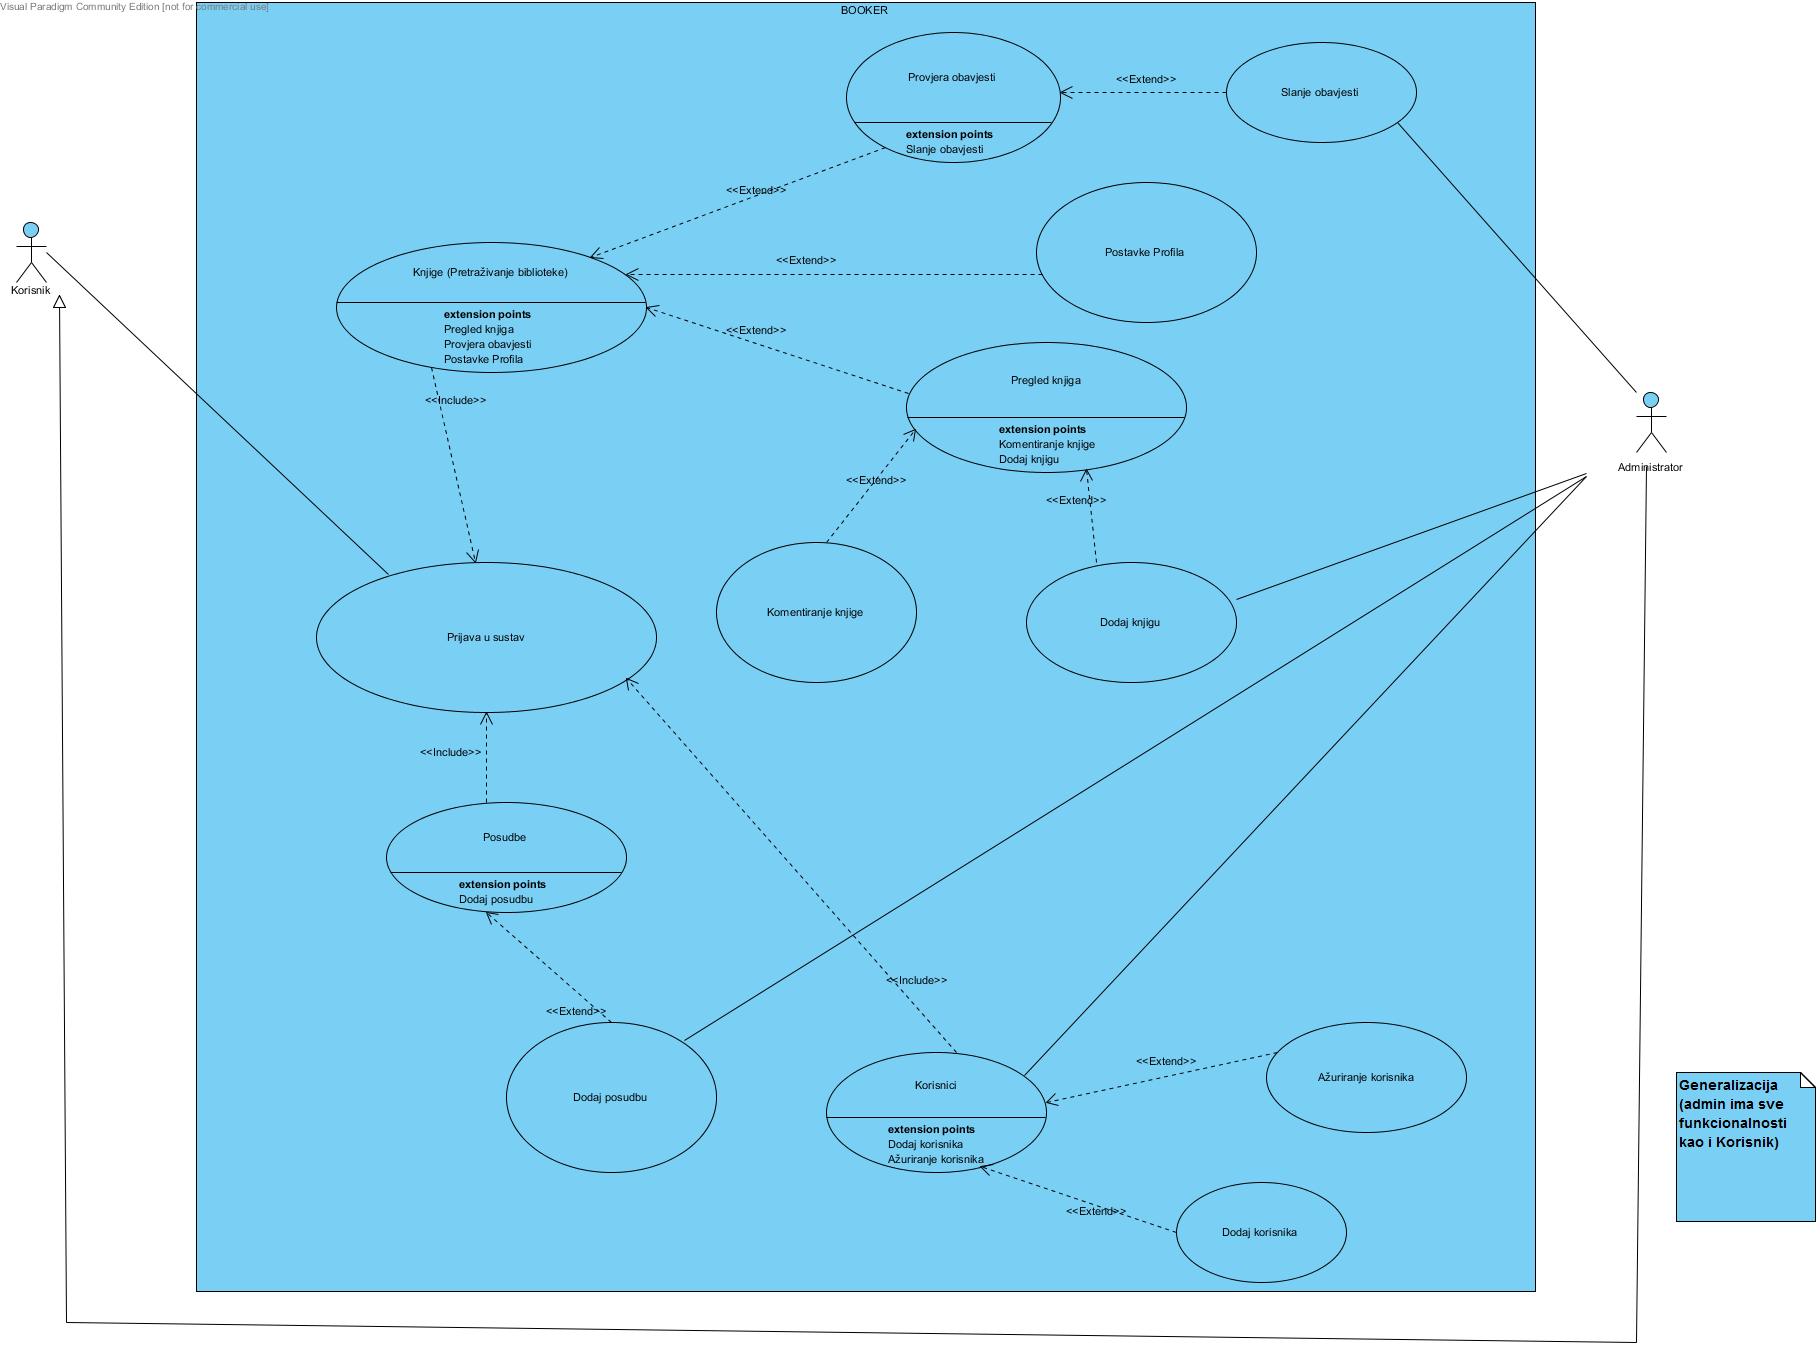 Visual Paradigm Community Edition [not for commercial use]
BOOKER
Provjera obavjesti
extension points
Slanje obavjesti
<<Extend>>
Slanje obavjesti
<<Extend>>
Postavke Profila
<<Extend>>
Korisnik
Knjige (Pretraživanje biblioteke)
extension points
Pregled knjiga
Provjera obavjesti
Postavke Profila
<<Extend>>
Pregled knjiga
extension points
Komentiranje knjige
Dodaj knjigu
<<Include>>
Administrator
<<Extend>>
<<Extend>>
Komentiranje knjige
Dodaj knjigu
Prijava u sustav
<<Include>>
Posudbe
extension points
Dodaj posudbu
<<Include>>
<<Extend>>
Dodaj posudbu
Korisnici
extension points
Dodaj korisnika
Ažuriranje korisnika
<<Extend>>
Ažuriranje korisnika
<<Extend>>
Dodaj korisnika
Generalizacija
(admin ima sve
funkcionalnosti
kao i Korisnik)